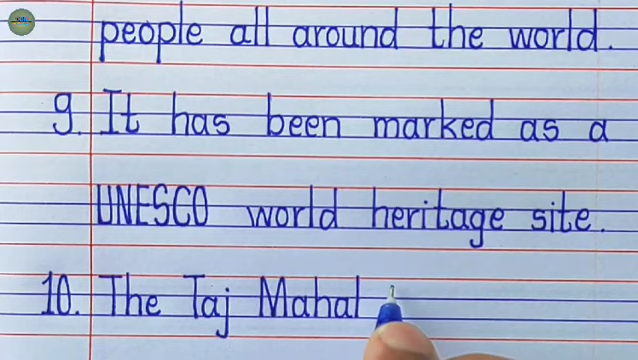 people all around the world.
9. It has been marked as a
UNESCO world heritage site.
10. The Taj Mahal